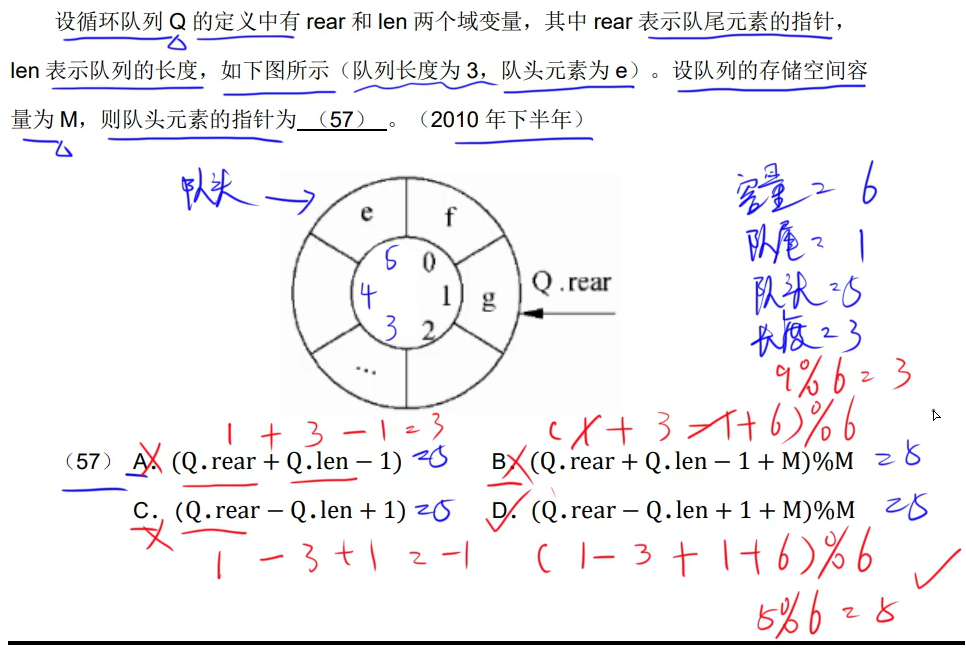 设循环队列 Q 的定义中有 rear 和 len 两个域变量，其中 rear 表示队尾元素的指针，
len 表示队列的长度，如下图所示（队列长度为 3，队头元素为 e）。设队列的存储空间容
量为 M，则队头元素的指针为 （57） 。（2010 年下半年）
队头
e f
5 0
4 1 g
3 2
...
Q.rear
容量 = 6
队尾 = 1
队头 = 5
长度 = 3
9%6 = 3
1 + 3 - 1 = 3
(1 + 3 - 1 + 6)%6
（57） A．(Q.rear + Q.len − 1) =5
B．(Q.rear + Q.len − 1 + M)%M =5
C．(Q.rear − Q.len + 1) =5
D．(Q.rear − Q.len + 1 + M)%M =5
1 - 3 + 1 = -1
(1 - 3 + 1 + 6)%6
5%6 = 5